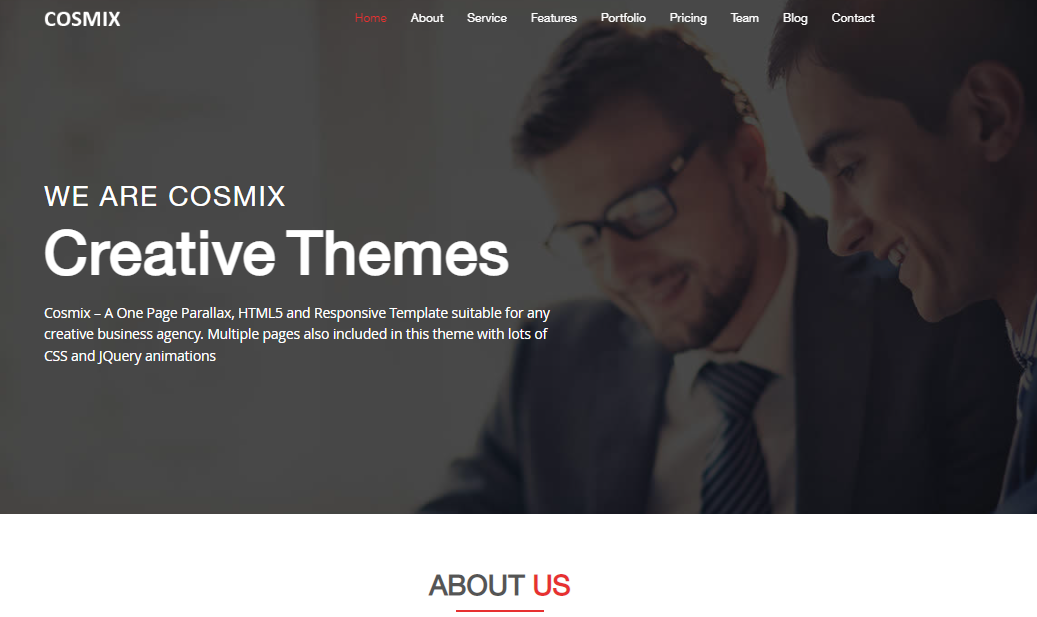 COSMIX
Home About Service Features Portfolio Pricing Team Blog Contact
WE ARE COSMIX
Creative Themes
Cosmix – A One Page Parallax, HTML5 and Responsive Template suitable for any
creative business agency. Multiple pages also included in this theme with lots of
CSS and JQuery animations
ABOUT US